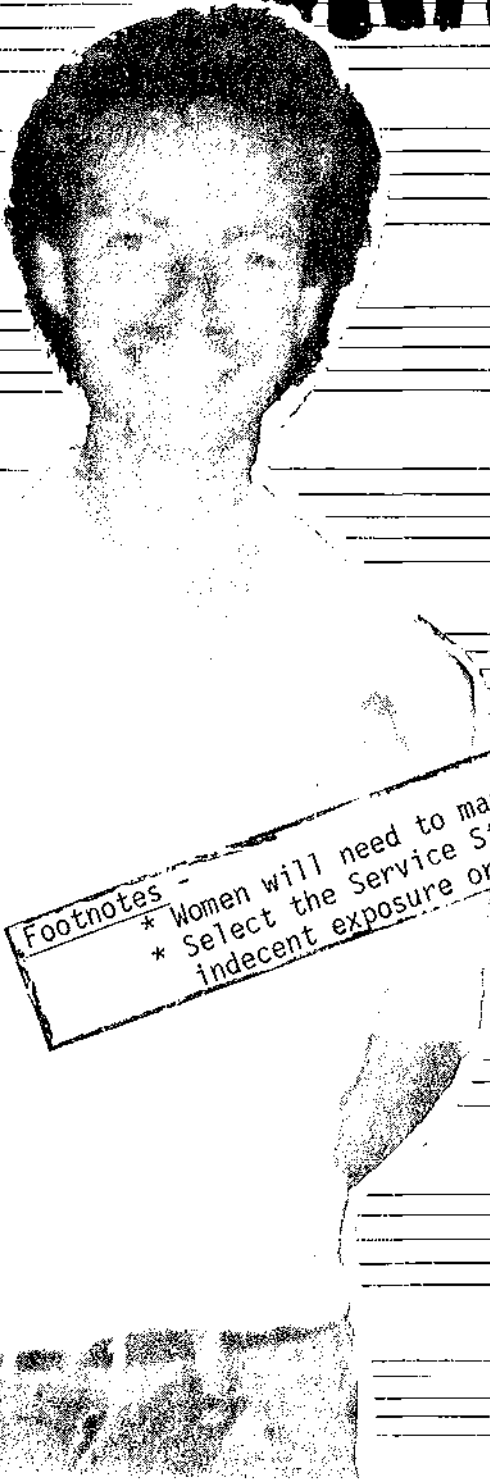 Footnotes -
* Women will need to ma
* Select the Service S
indecent exposure or